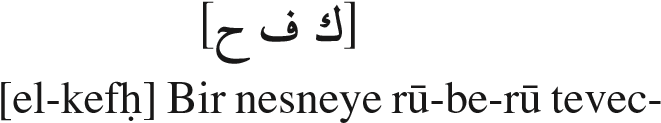 [ك ف ح]
[el-kefḥ] Bir nesneye rū-be-rū tevec-